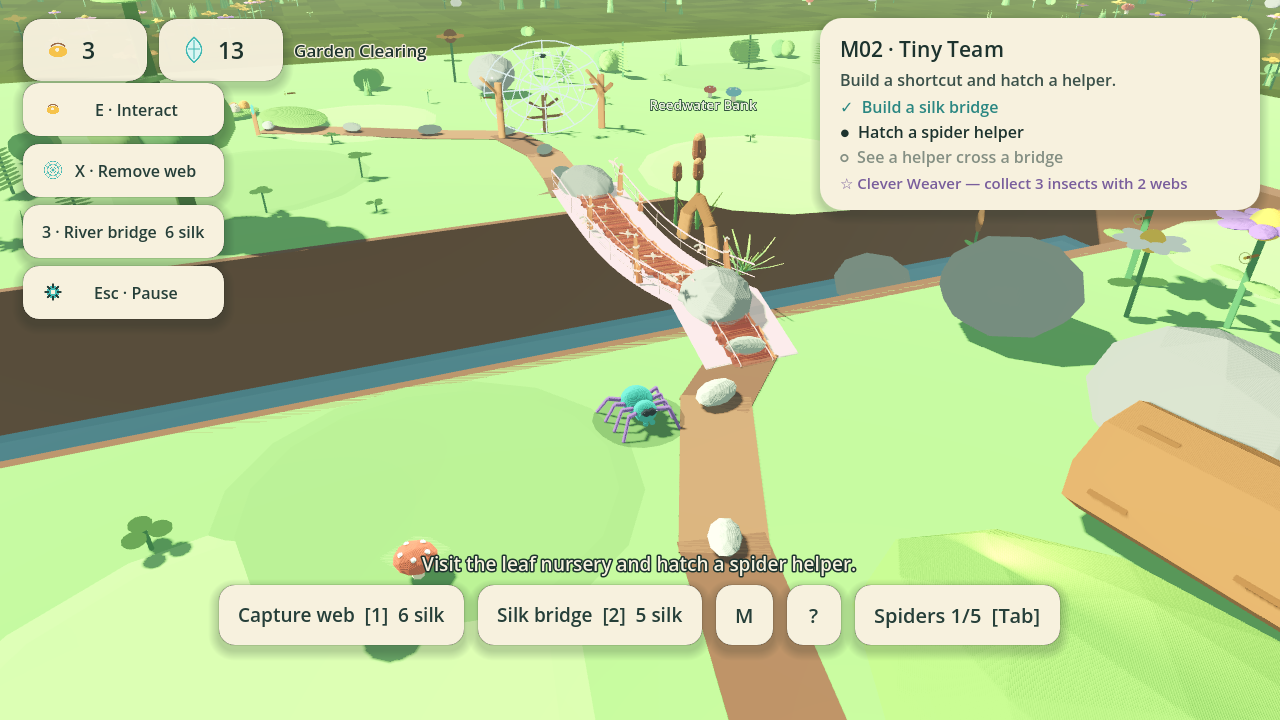 3
13
Garden Clearing
E · Interact
X · Remove web
3 · River bridge 6 silk
Esc · Pause
Reedwater Bank
M02 · Tiny Team
Build a shortcut and hatch a helper.
✓ Build a silk bridge
● Hatch a spider helper
○ See a helper cross a bridge
☆ Clever Weaver — collect 3 insects with 2 webs
Visit the leaf nursery and hatch a spider helper.
Capture web [1] 6 silk
Silk bridge [2] 5 silk
M
?
Spiders 1/5 [Tab]